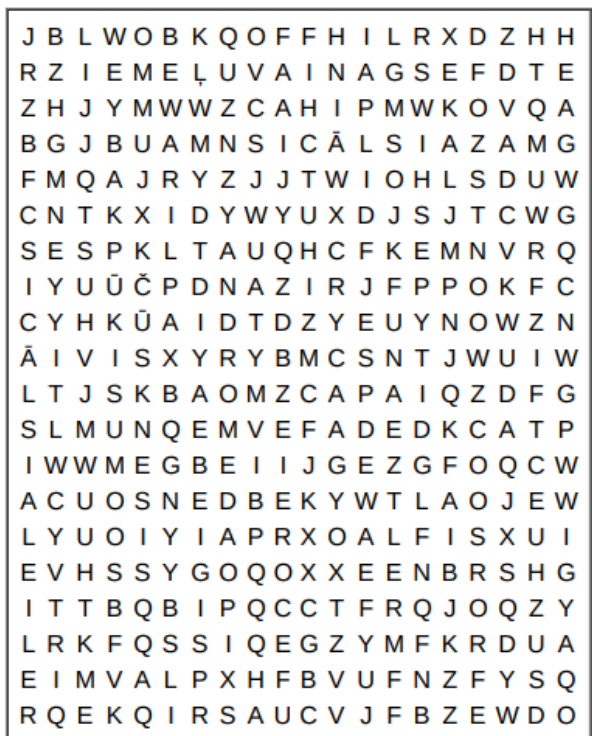 J B L W O B K Q O F F H I L R X D Z H H
R Z I E M E Ļ U V A I N A G S E F D T E
Z H J Y M W W Z C A H I P M W K O V Q A
B G J B U A M N S I C Ā L S I A Z A M G
F M Q A J R Y Z J J T W I O H L S D U W
C N T K X I D Y W Y U X D J S J T C W G
S E S P K L T A U Q H C F K E M N V R Q
I Y U Ū Č P D N A Z I R J F P P O K F C
C Y H K Ū A I D T D Z Y E U Y N O W Z N
Ā I V I S X Y R Y B M C S N T J W U I W
L T J S K B A O M Z C A P A I Q Z D F G
S L M U N Q E M V E F A D E D K C A T P
I W W M E G B E I I J G E Z G F O Q C W
A C U O S N E D B E K Y W T L A O J E W
L Y U O I Y I A P R X O A L F I S X U I
E V H S S Y G O Q O X X E E N B R S H G
I T T B Q B I P Q C C T F R Q J O Q Z Y
L R K F Q S S I Q E G Z Y M F K R D U A
E I M V A L P X H F B V U F N Z F Y S Q
R Q E K Q I R S A U C V J F B Z E W D O